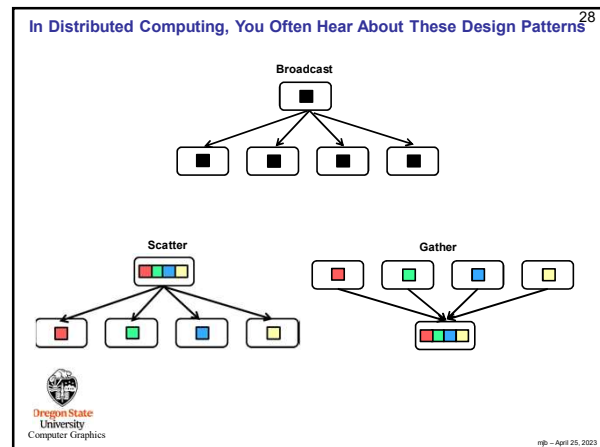 28
In Distributed Computing, You Often Hear About These Design Patterns
Broadcast
Scatter
Gather
Oregon State
University
Computer Graphics
mjb – April 25, 2023